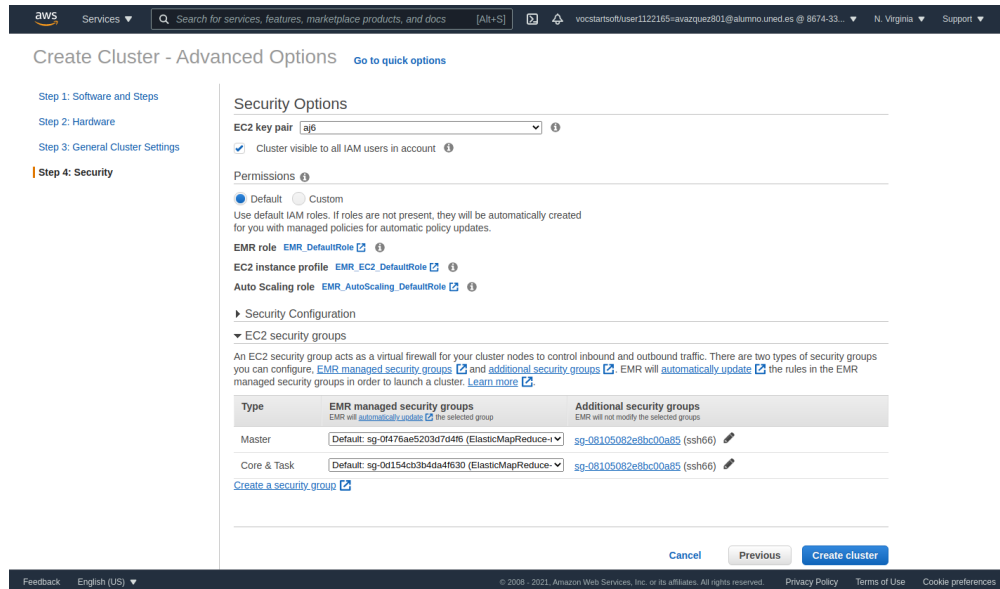 aws Services ▼ Search for services, features, marketplace products, and docs [Alt+S] vocstartsoft/user1122165=avazquez801@alumno.uned.es @ 8674-33... ▼ N. Virginia ▼ Support ▼
Create Cluster - Advanced Options Go to quick options
Step 1: Software and Steps
Step 2: Hardware
Step 3: General Cluster Settings
Step 4: Security
Security Options
EC2 key pair aj6
Cluster visible to all IAM users in account
Permissions
Default Custom
Use default IAM roles. If roles are not present, they will be automatically created
for you with managed policies for automatic policy updates.
EMR role EMR_DefaultRole
EC2 instance profile EMR_EC2_DefaultRole
Auto Scaling role EMR_AutoScaling_DefaultRole
Security Configuration
EC2 security groups
An EC2 security group acts as a virtual firewall for your cluster nodes to control inbound and outbound traffic. There are two types of security groups
you can configure, EMR managed security groups and additional security groups. EMR will automatically update the rules in the EMR
managed security groups in order to launch a cluster. Learn more.
Type EMR managed security groups Additional security groups
EMR will automatically update the selected group EMR will not modify the selected groups
Master Default: sg-0f476ae5203d7d4f6 (ElasticMapReduce- sg-08105082e8bc00a85 (ssh66)
Core & Task Default: sg-0d154cb3b4da4f630 (ElasticMapReduce- sg-08105082e8bc00a85 (ssh66)
Create a security group
Cancel Previous Create cluster
Feedback English (US) ▼ © 2008 - 2021, Amazon Web Services, Inc. or its affiliates. All rights reserved. Privacy Policy Terms of Use Cookie preferences